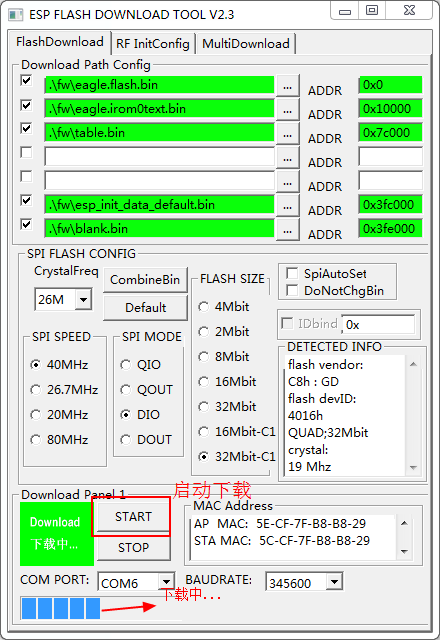 ESP FLASH DOWNLOAD TOOL V2.3
FlashDownload
RF InitConfig
MultiDownload
Download Path Config
.\fw\eagle.flash.bin ... ADDR 0x0
.\fw\eagle.irom0text.bin ... ADDR 0x10000
.\fw\table.bin ... ADDR 0x7c000
... ADDR
... ADDR
.\fw\esp_init_data_default.bin ... ADDR 0x3fc000
.\fw\blank.bin ... ADDR 0x3fe000
SPI FLASH CONFIG
CrystalFreq
26M
CombineBin
Default
SPI SPEED
40MHz
26.7MHz
20MHz
80MHz
SPI MODE
QIO
QOUT
DIO
DOUT
FLASH SIZE
4Mbit
2Mbit
8Mbit
16Mbit
32Mbit
16Mbit-C1
32Mbit-C1
SpiAutoSet
DoNotChgBin
IDbind 0x
DETECTED INFO
flash vendor:
C8h : GD
flash devID:
4016h
QUAD;32Mbit
crystal:
19 Mhz
Download Panel 1
启动下载
Download
下载中...
START
STOP
MAC Address
AP MAC: 5E-CF-7F-B8-B8-29
STA MAC: 5C-CF-7F-B8-B8-29
COM PORT: COM6
BAUDRATE: 345600
下载中...